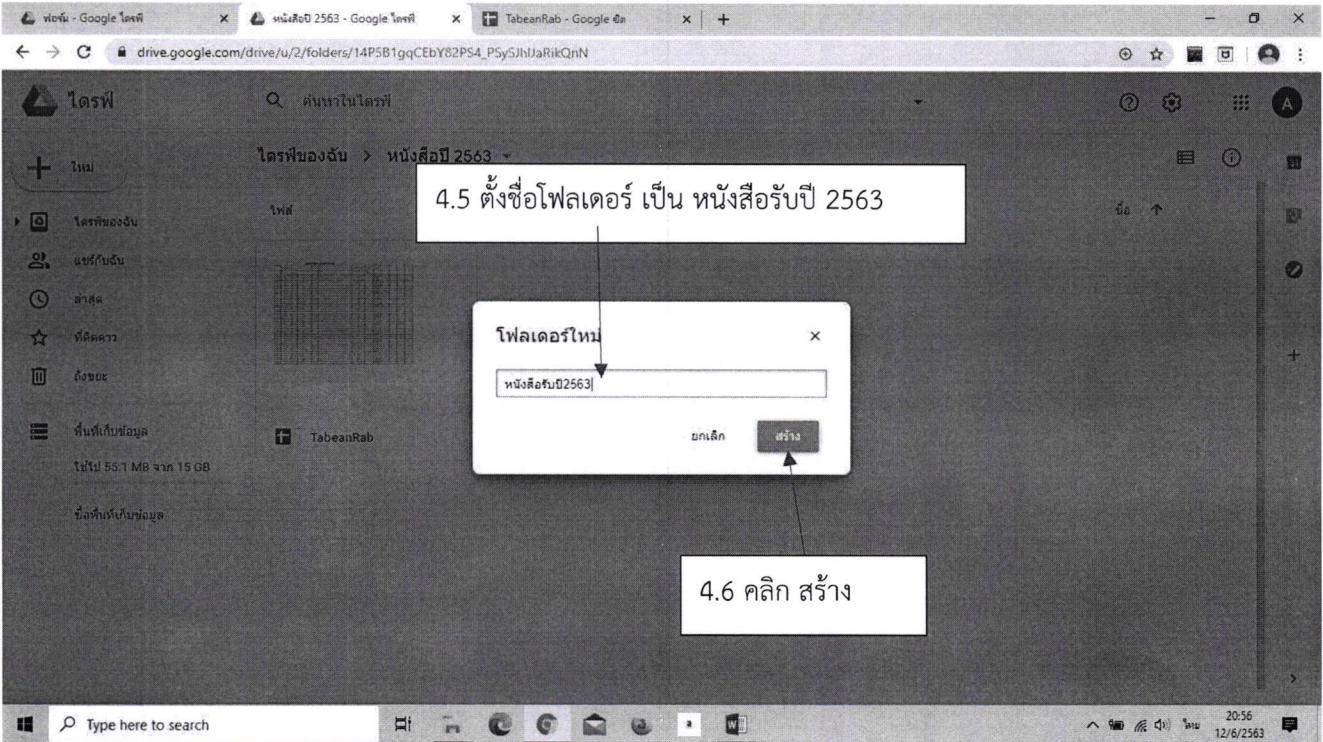 ฟอร์ม - Google ไดรฟ์
หนังสือปี 2563 - Google ไดรฟ์
TabeanRab - Google ชีต
drive.google.com/drive/u/2/folders/14P5B1gqCEbY82PS4_PSy5JhIJaRikQnN
ไดรฟ์
ค้นหาในไดรฟ์
A
ใหม่
ไดรฟ์ของฉัน > หนังสือปี 2563
4.5 ตั้งชื่อโฟลเดอร์ เป็น หนังสือรับปี 2563
ไฟล์
ชื่อ
ไดรฟ์ของฉัน
แชร์กับฉัน
ล่าสุด
ที่ติดดาว
ถังขยะ
โฟลเดอร์ใหม่
หนังสือรับปี2563
ยกเลิก
สร้าง
พื้นที่เก็บข้อมูล
TabeanRab
ใช้ไป 55.1 MB จาก 15 GB
ซื้อพื้นที่เก็บข้อมูล
4.6 คลิก สร้าง
Type here to search
ไทย
20:56
12/6/2563